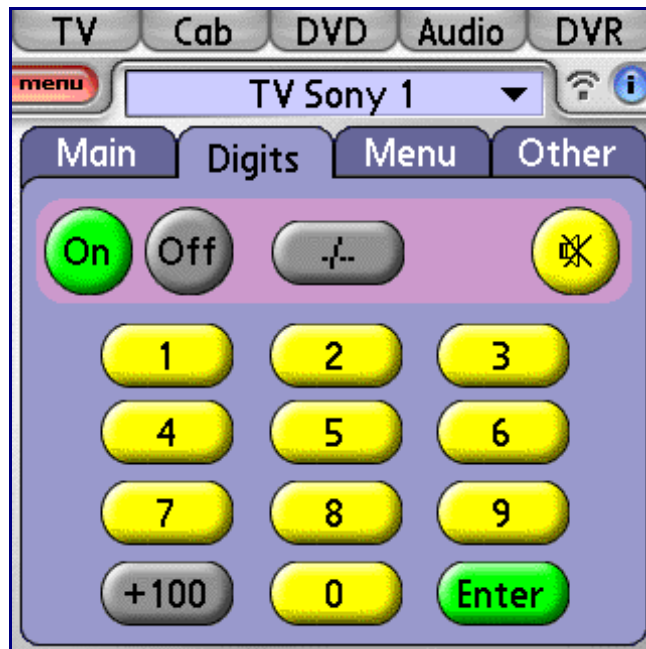 TV Cab DVD Audio DVR
menu TV Sony 1 i
Main Digits Menu Other
On Off -/--
1 2 3
4 5 6
7 8 9
+100 0 Enter